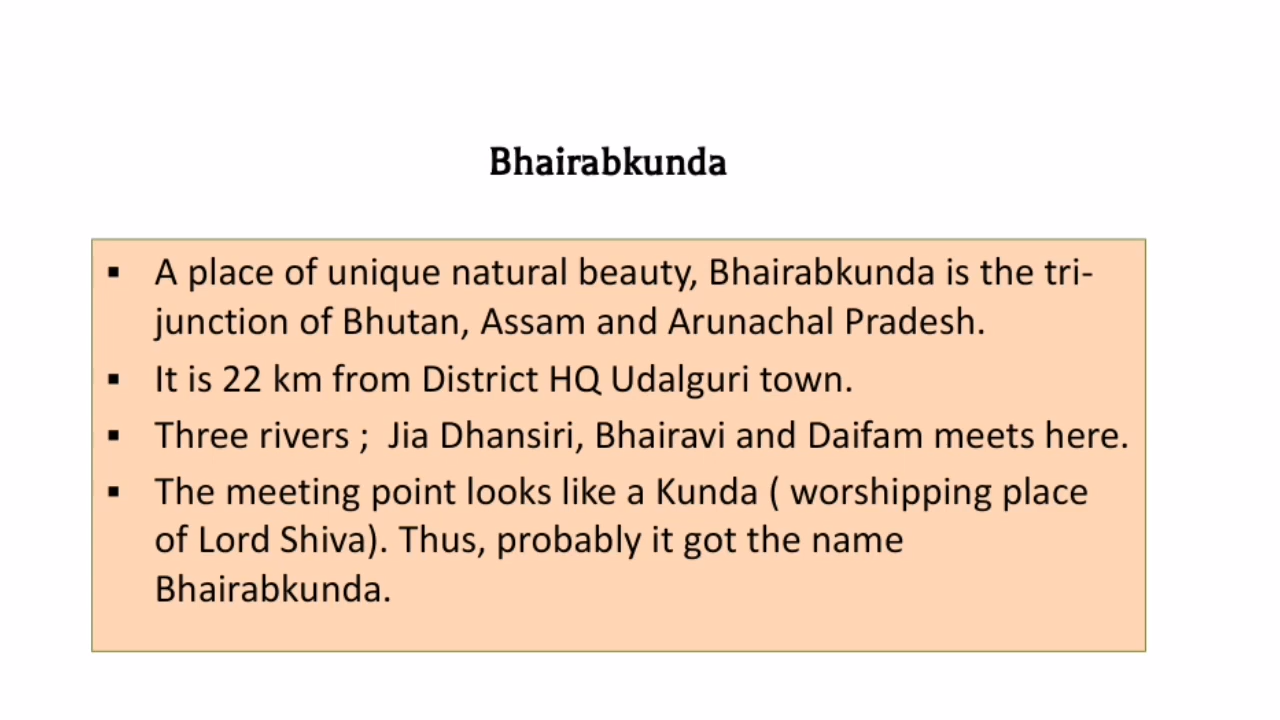 Bhairabkunda
▪ A place of unique natural beauty, Bhairabkunda is the tri-
junction of Bhutan, Assam and Arunachal Pradesh.
▪ It is 22 km from District HQ Udalguri town.
▪ Three rivers ;  Jia Dhansiri, Bhairavi and Daifam meets here.
▪ The meeting point looks like a Kunda ( worshipping place
of Lord Shiva). Thus, probably it got the name
Bhairabkunda.